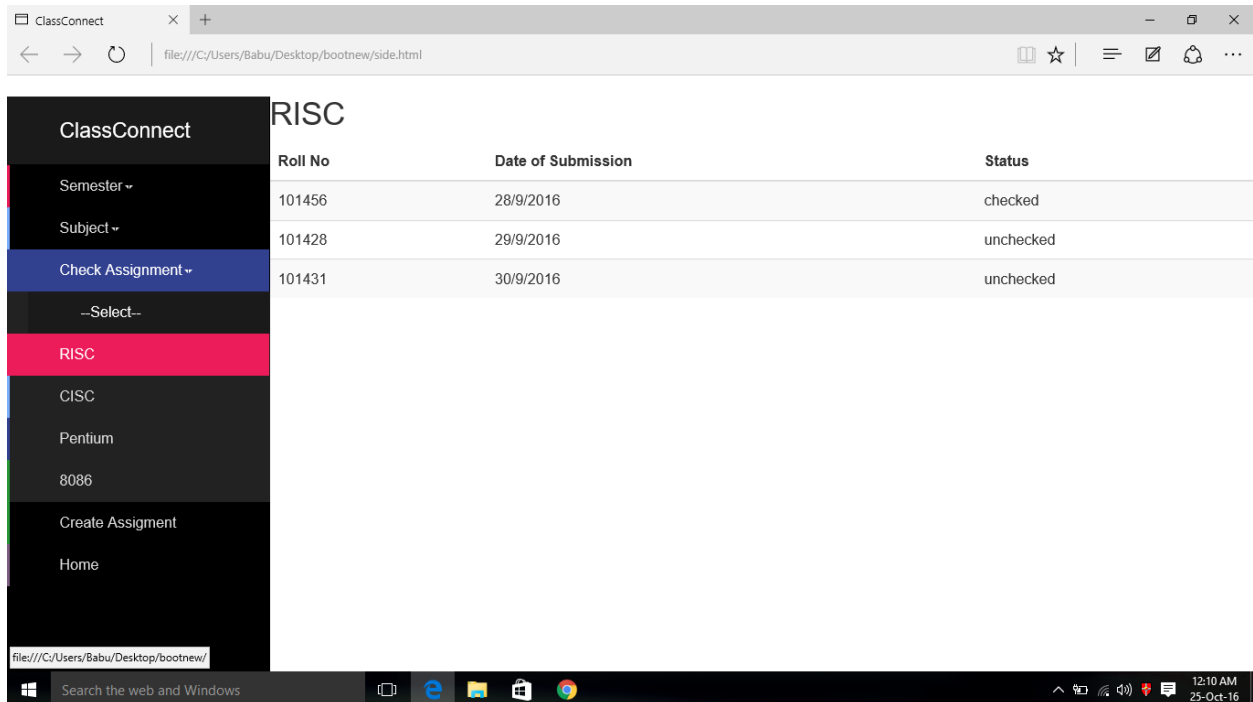 ClassConnect
file:///C:/Users/Babu/Desktop/bootnew/side.html
ClassConnect
Semester
Subject
Check Assignment
--Select--
RISC
CISC
Pentium
8086
Create Assigment
Home
RISC
Roll No Date of Submission Status
101456 28/9/2016 checked
101428 29/9/2016 unchecked
101431 30/9/2016 unchecked
file:///C:/Users/Babu/Desktop/bootnew/
Search the web and Windows
12:10 AM
25-Oct-16